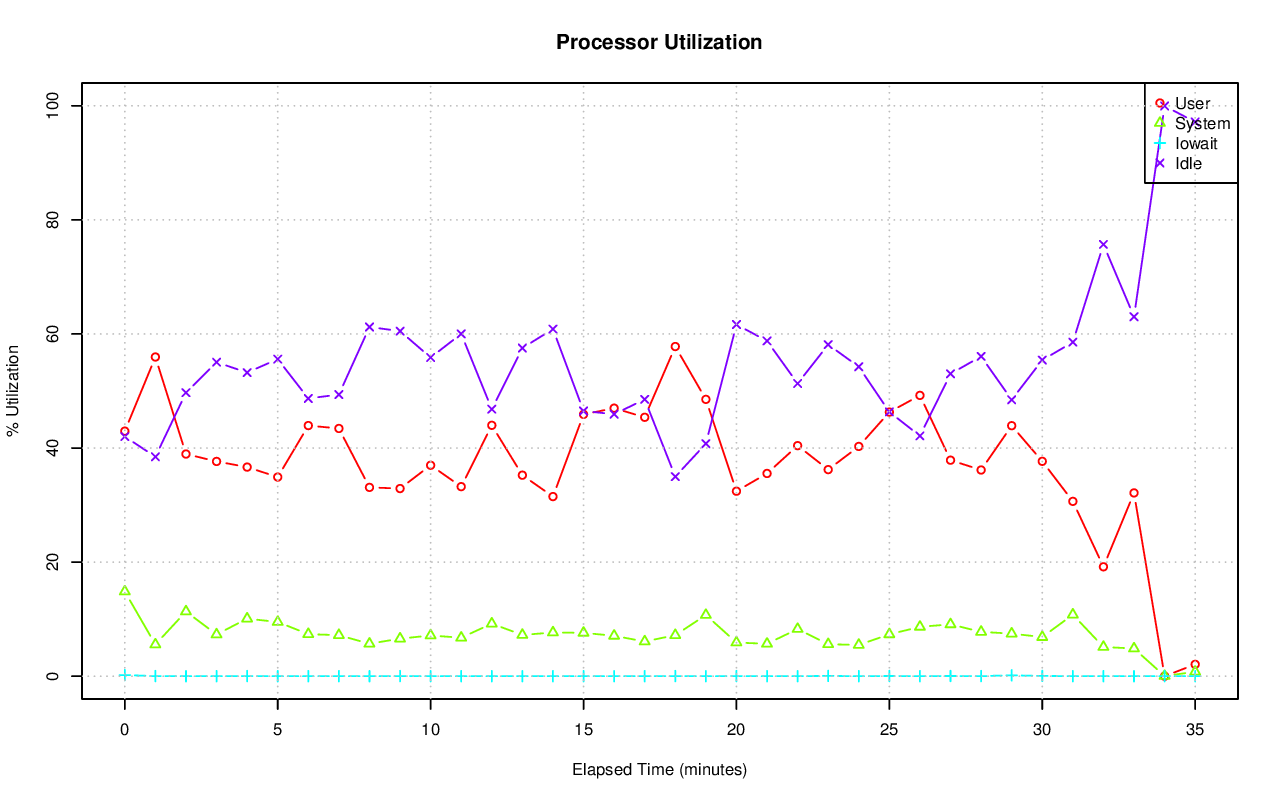 Processor Utilization
% Utilization
100
80
60
40
20
0
User
System
Iowait
Idle
0 5 10 15 20 25 30 35
Elapsed Time (minutes)